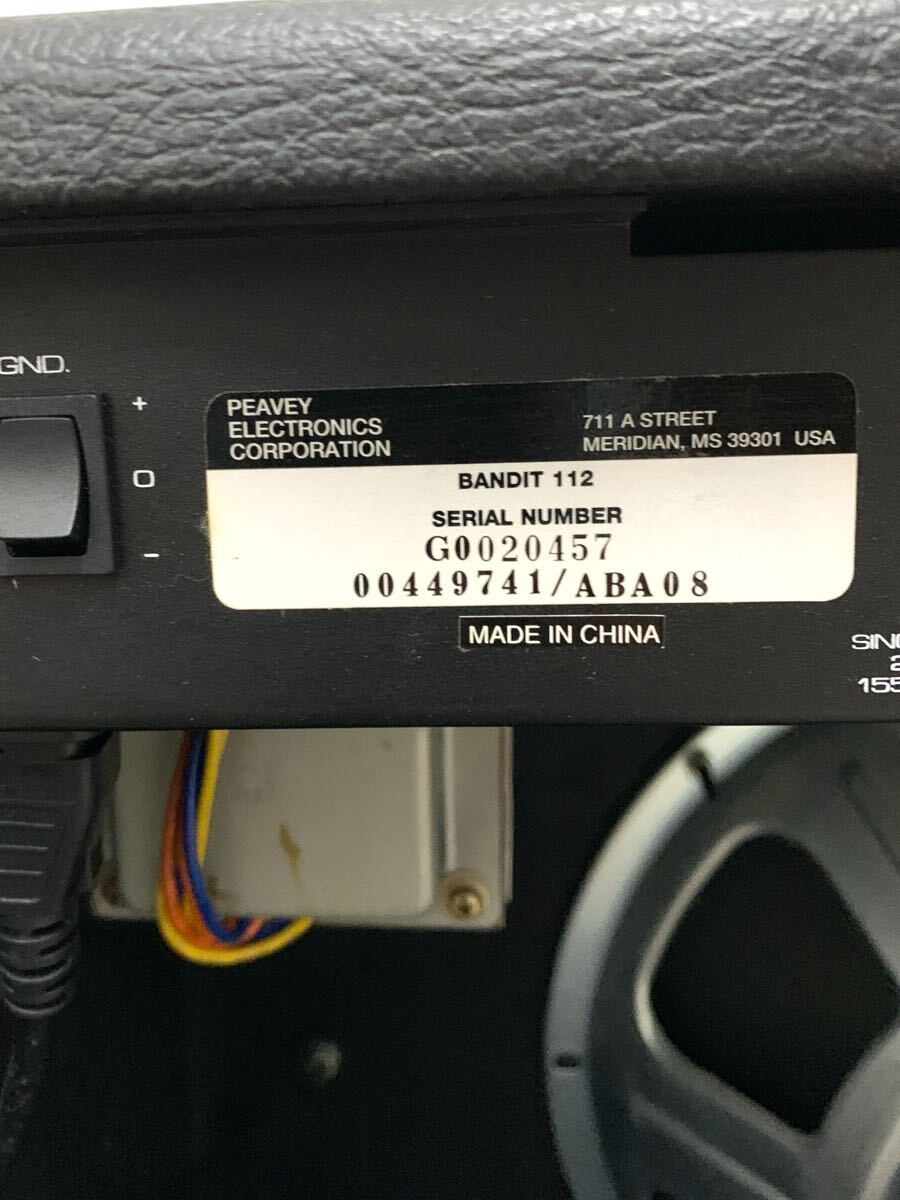 GND.
+
O
−
PEAVEY
ELECTRONICS
CORPORATION
711 A STREET
MERIDIAN, MS 39301 USA
BANDIT 112
SERIAL NUMBER
G0020457
00449741/ABA08
MADE IN CHINA